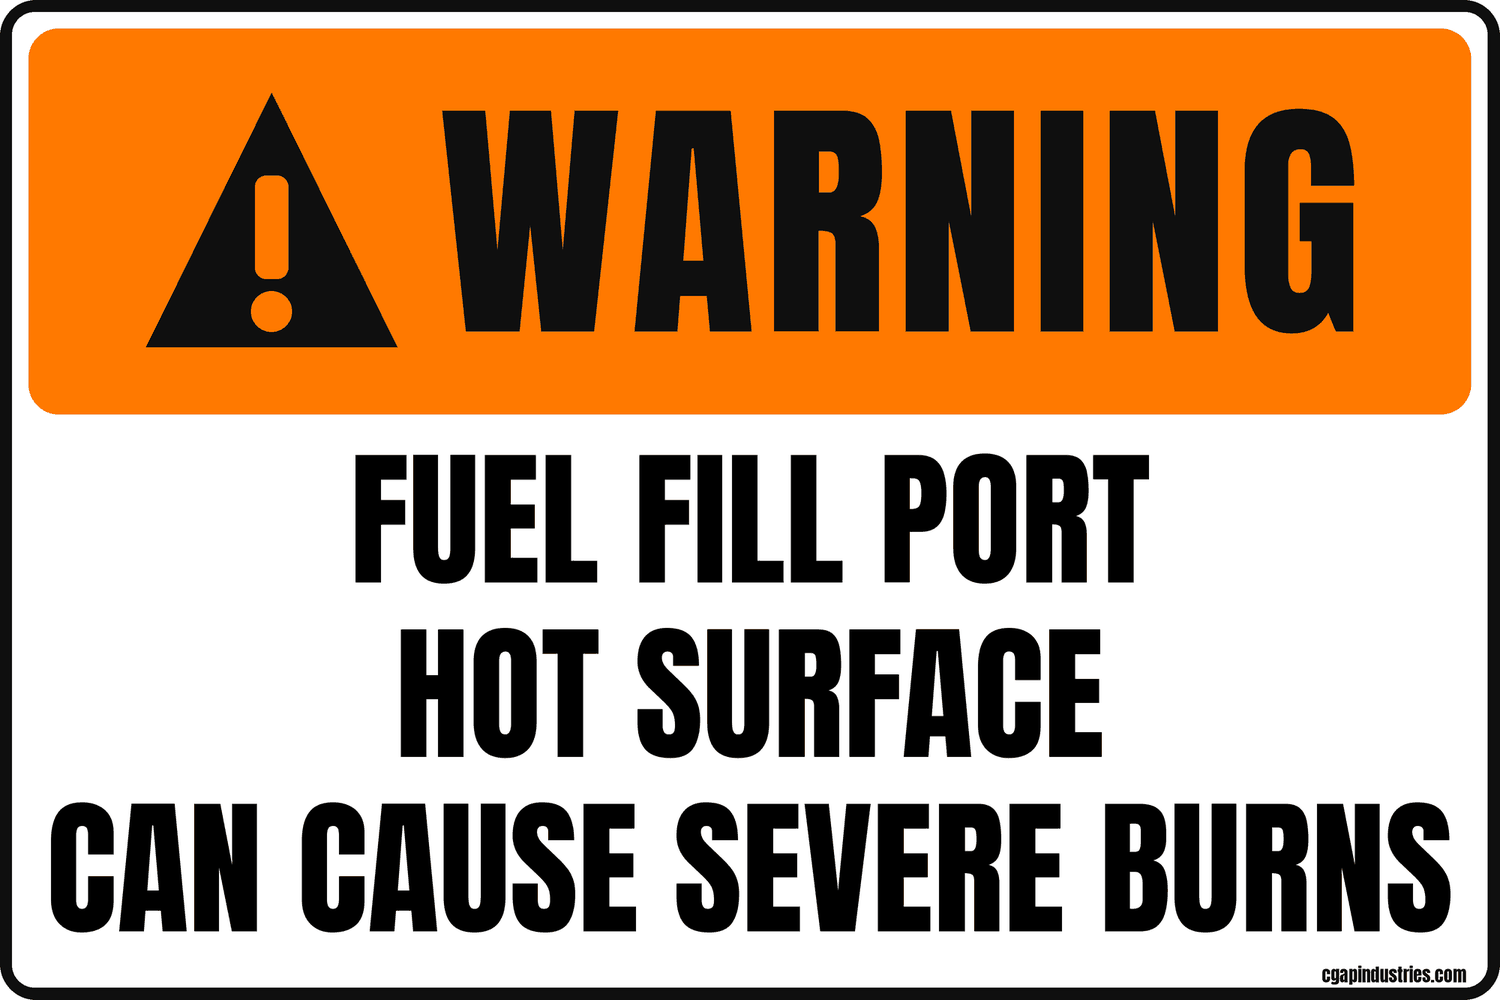 WARNING
FUEL FILL PORT
HOT SURFACE
CAN CAUSE SEVERE BURNS
cgapindustries.com